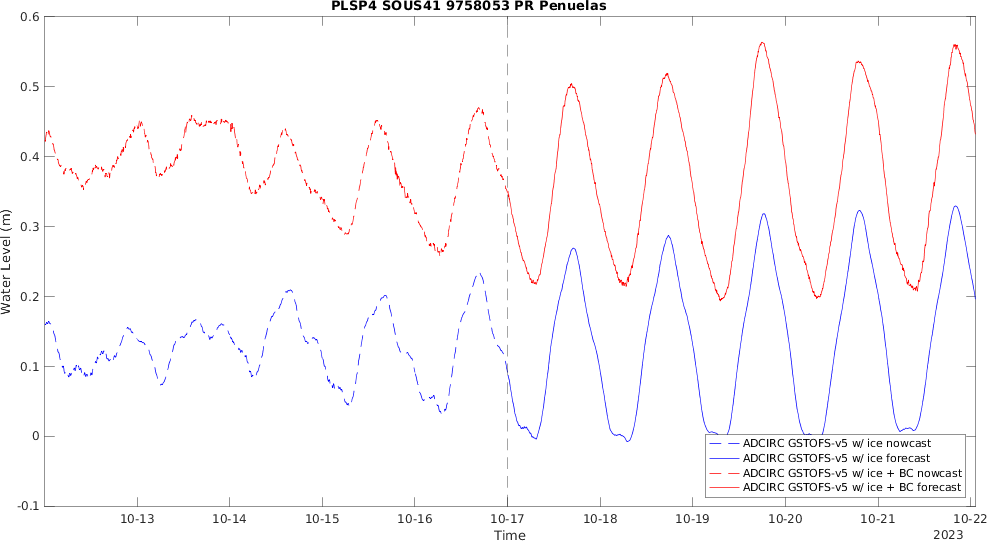 PLSP4 SOUS41 9758053 PR Penuelas
0.6
0.5
0.4
0.3
0.2
0.1
0
-0.1
Water Level (m)
ADCIRC GSTOFS-v5 w/ ice nowcast
ADCIRC GSTOFS-v5 w/ ice forecast
ADCIRC GSTOFS-v5 w/ ice + BC nowcast
ADCIRC GSTOFS-v5 w/ ice + BC forecast
10-13 10-14 10-15 10-16 10-17 10-18 10-19 10-20 10-21 10-22
Time
2023